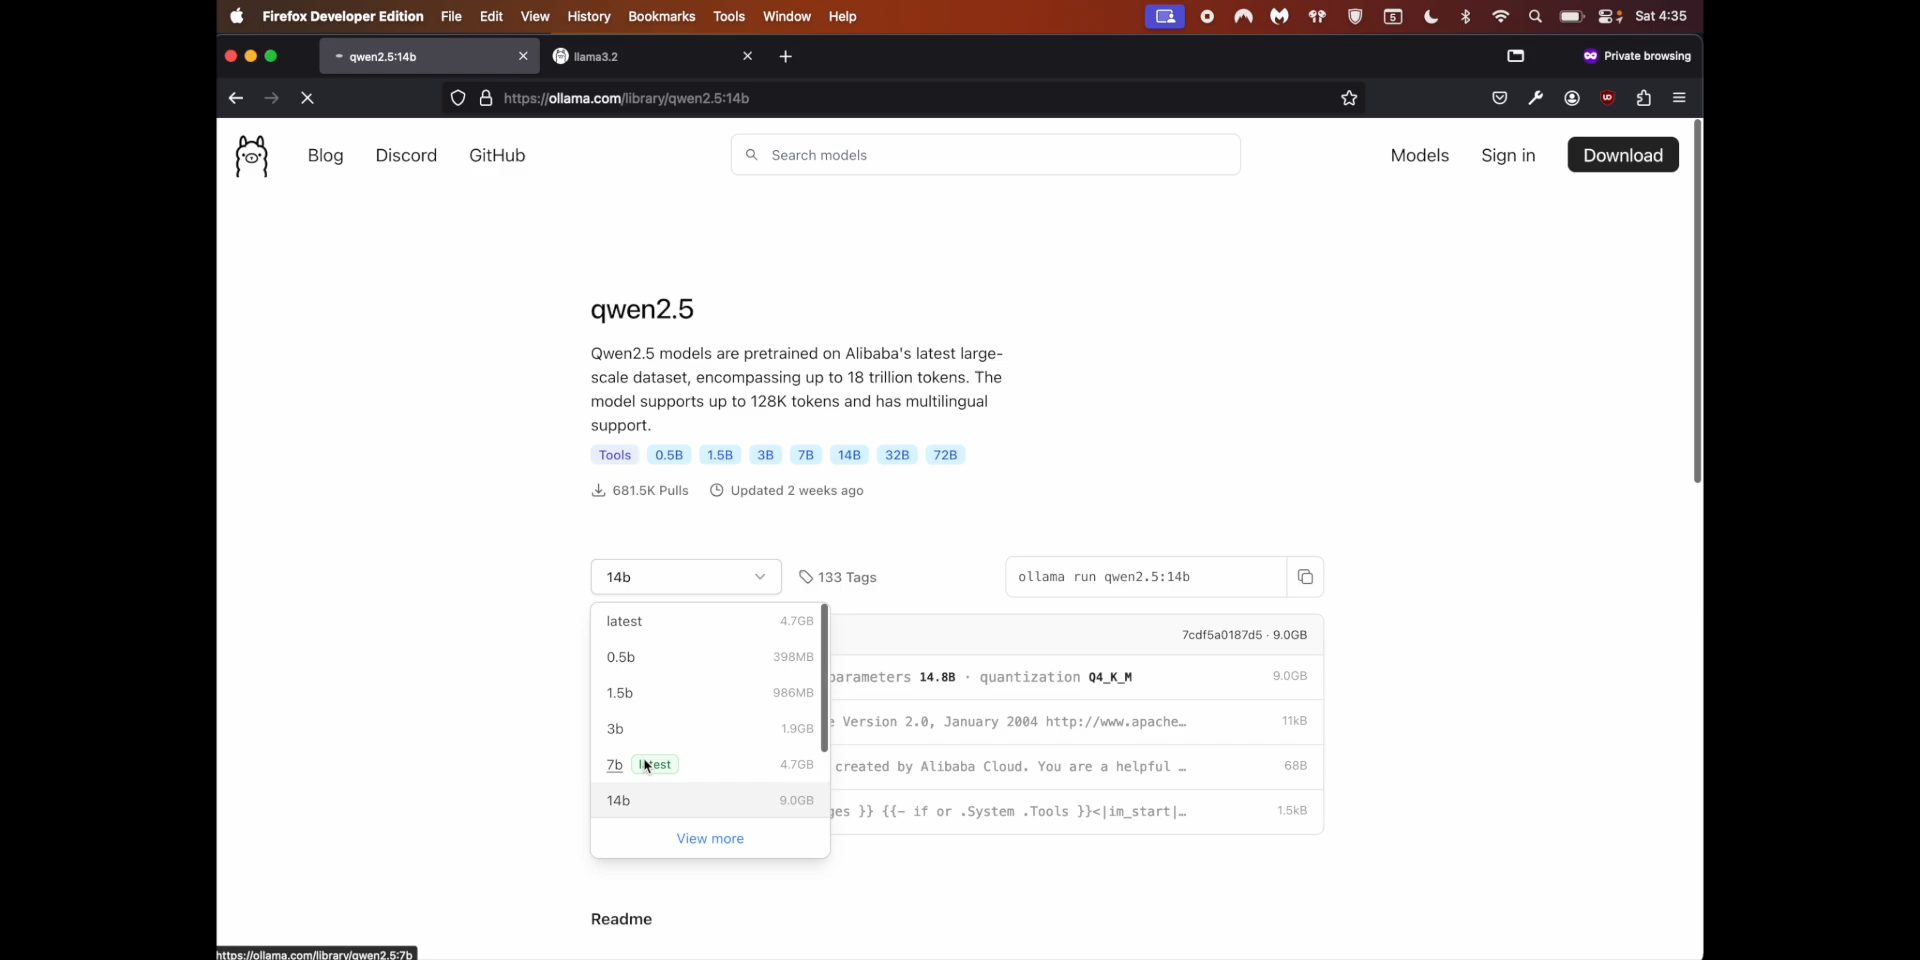 Firefox Developer Edition File Edit View History Bookmarks Tools Window Help 5 Sat 4:35
qwen2.5:14b llama3.2 Private browsing
https://ollama.com/library/qwen2.5:14b
Blog Discord GitHub Search models Models Sign in Download
qwen2.5
Qwen2.5 models are pretrained on Alibaba's latest large-
scale dataset, encompassing up to 18 trillion tokens. The
model supports up to 128K tokens and has multilingual
support.
Tools 0.5B 1.5B 3B 7B 14B 32B 72B
681.5K Pulls Updated 2 weeks ago
14b 133 Tags ollama run qwen2.5:14b
latest 4.7GB
7cdf5a0187d5 · 9.0GB
0.5b 398MB
parameters 14.8B · quantization Q4_K_M 9.0GB
1.5b 986MB
Version 2.0, January 2004 http://www.apache… 11kB
3b 1.9GB
7b latest 4.7GB
created by Alibaba Cloud. You are a helpful … 68B
14b 9.0GB
}} {{- if or .System .Tools }}<|im_start|… 1.5kB
View more
Readme
https://ollama.com/library/qwen2.5:7b